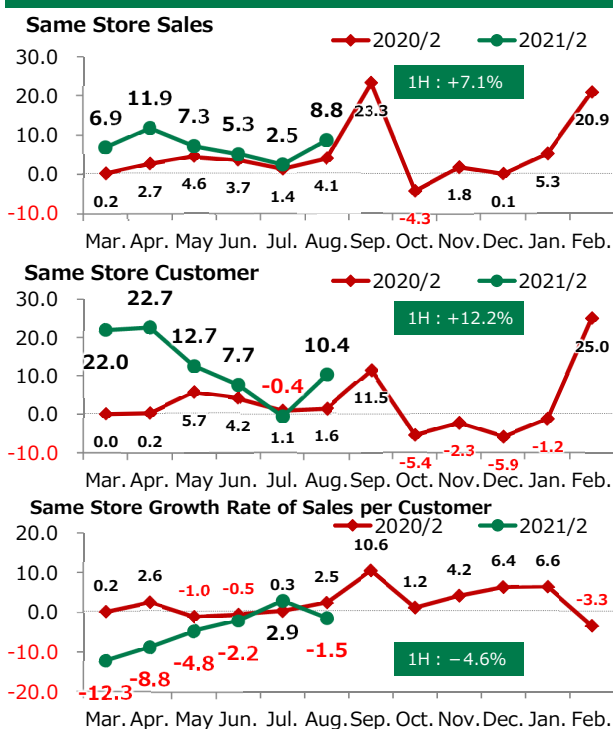 Same Store Sales
2020/2 2021/2
30.0
20.0
10.0
0.0
-10.0
1H : +7.1%
6.9 11.9 7.3 5.3 2.5 8.8
0.2 2.7 4.6 3.7 1.4 4.1 23.3 -4.3 1.8 0.1 5.3 20.9
Mar. Apr. May Jun. Jul. Aug. Sep. Oct. Nov. Dec. Jan. Feb.
Same Store Customer
2020/2 2021/2
30.0
20.0
10.0
0.0
-10.0
1H : +12.2%
22.0 22.7 12.7 7.7 -0.4 10.4
0.0 0.2 5.7 4.2 1.1 1.6 11.5 -5.4 -2.3 -5.9 -1.2 25.0
Mar. Apr. May Jun. Jul. Aug. Sep. Oct. Nov. Dec. Jan. Feb.
Same Store Growth Rate of Sales per Customer
2020/2 2021/2
20.0
10.0
0.0
-10.0
-20.0
0.2 2.6 -1.0 -0.5 0.3 2.5 10.6 1.2 4.2 6.4 6.6 -3.3
-12.3 -8.8 -4.8 -2.2 2.9 -1.5
1H : −4.6%
Mar. Apr. May Jun. Jul. Aug. Sep. Oct. Nov. Dec. Jan. Feb.